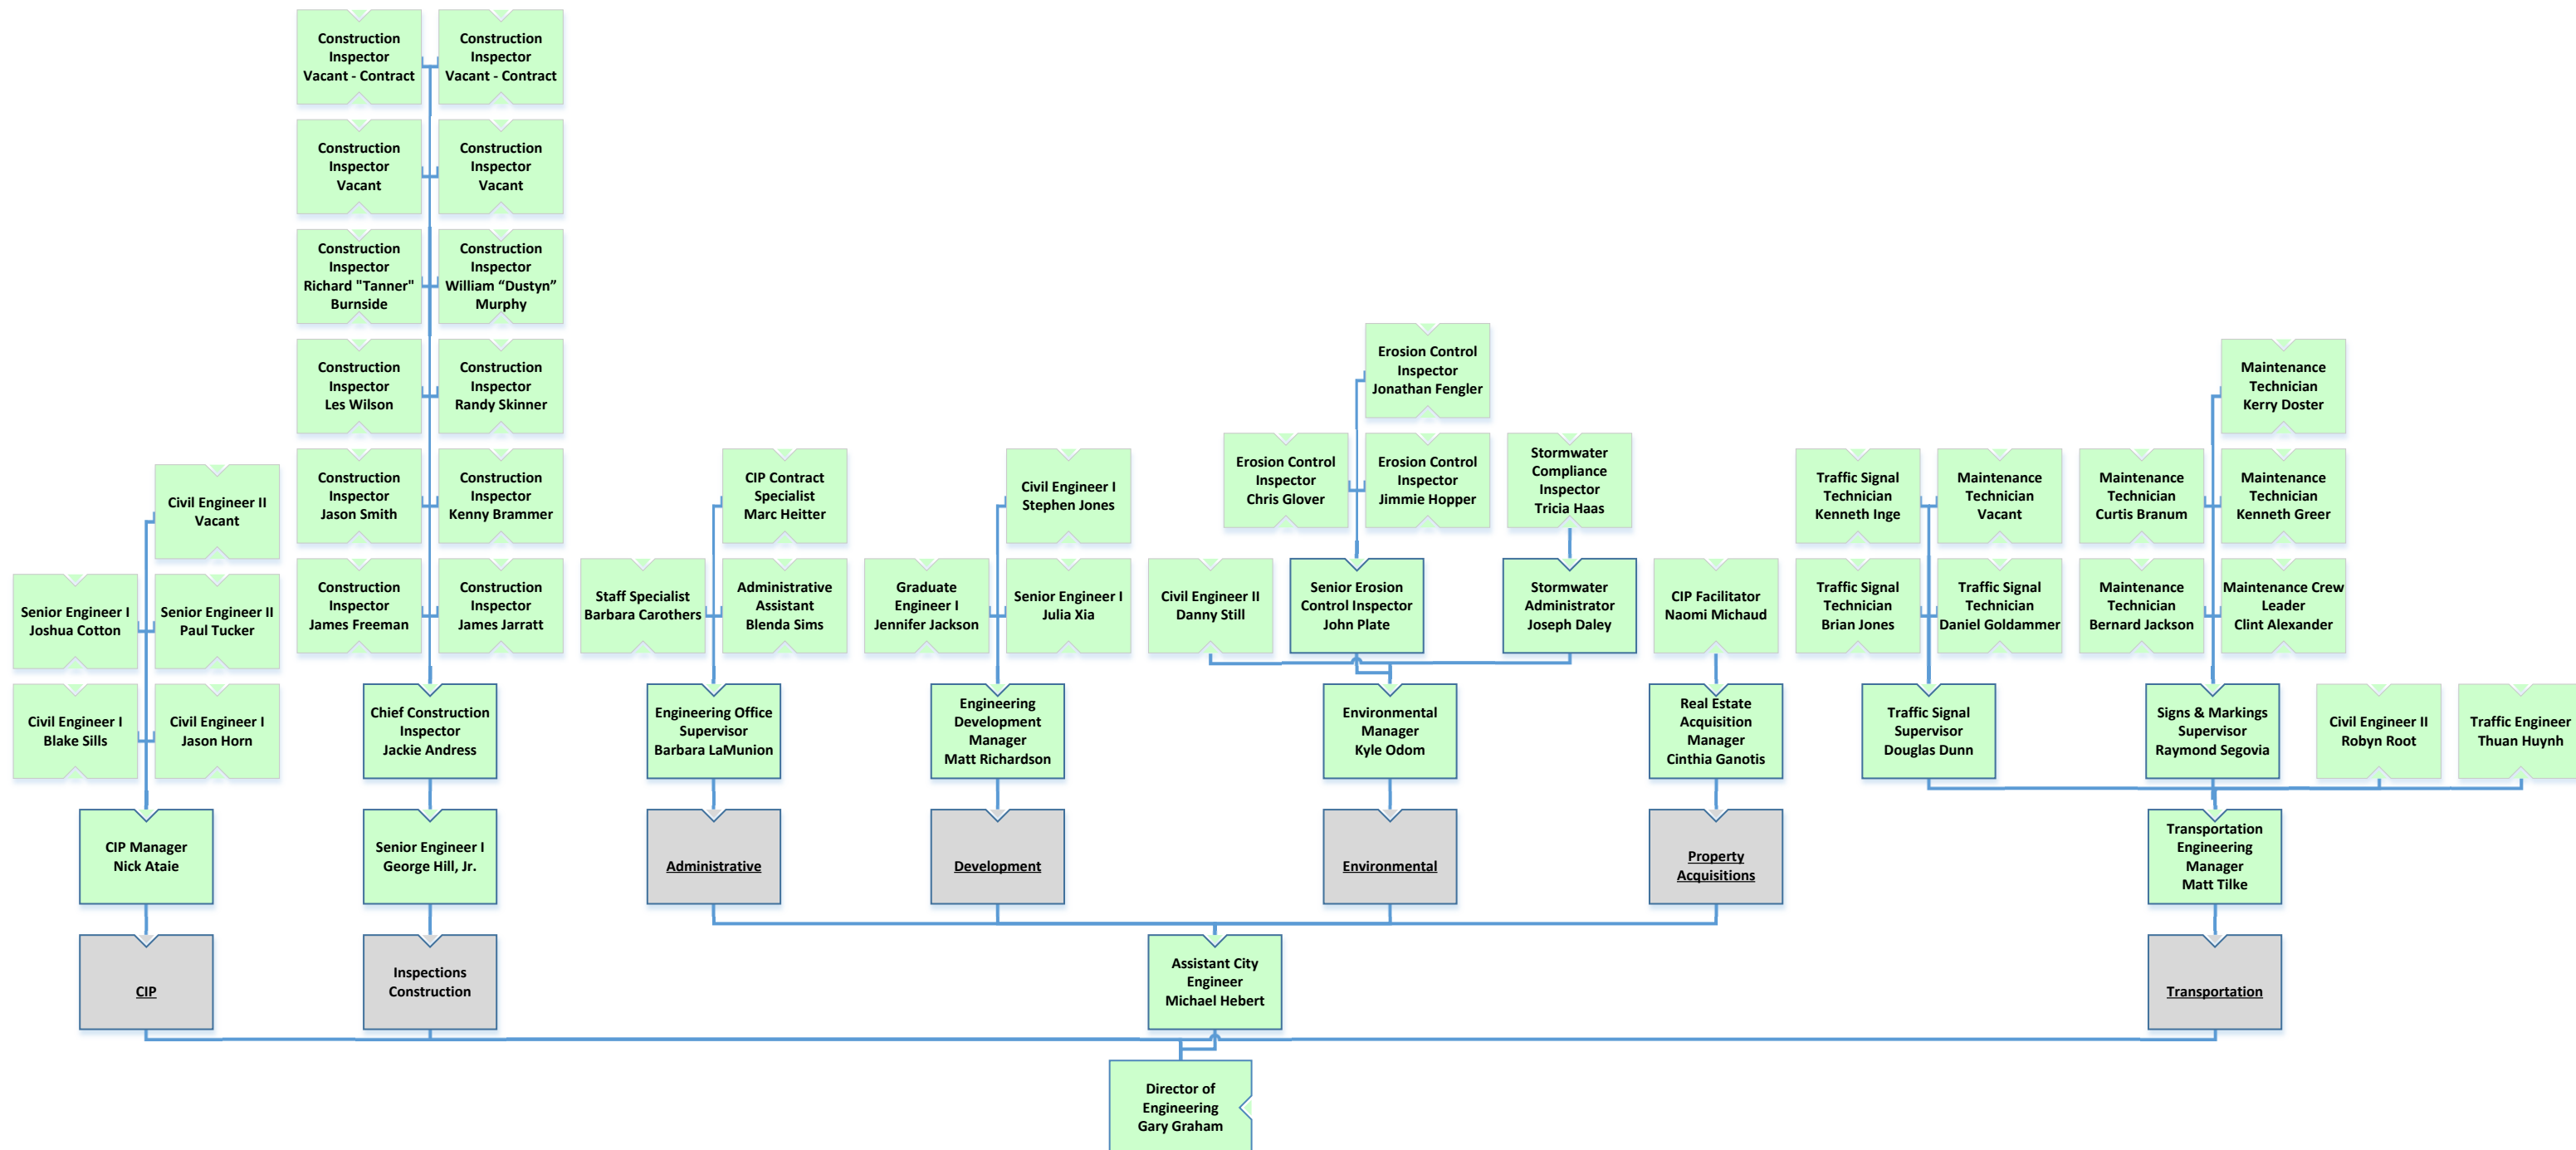 Construction
Inspector
Vacant - Contract
Construction
Inspector
Vacant - Contract
Construction
Inspector
Vacant
Construction
Inspector
Vacant
Construction
Inspector
Richard "Tanner"
Burnside
Construction
Inspector
William “Dustyn”
Murphy
Erosion Control
Inspector
Jonathan Fengler
Construction
Inspector
Les Wilson
Construction
Inspector
Randy Skinner
Maintenance
Technician
Kerry Doster
Erosion Control
Inspector
Chris Glover
Erosion Control
Inspector
Jimmie Hopper
Stormwater
Compliance
Inspector
Tricia Haas
Civil Engineer II
Vacant
Construction
Inspector
Jason Smith
Construction
Inspector
Kenny Brammer
CIP Contract
Specialist
Marc Heitter
Civil Engineer I
Stephen Jones
Traffic Signal
Technician
Kenneth Inge
Maintenance
Technician
Vacant
Maintenance
Technician
Curtis Branum
Maintenance
Technician
Kenneth Greer
Senior Engineer I
Joshua Cotton
Senior Engineer II
Paul Tucker
Construction
Inspector
James Freeman
Construction
Inspector
James Jarratt
Staff Specialist
Barbara Carothers
Administrative
Assistant
Blenda Sims
Graduate
Engineer I
Jennifer Jackson
Senior Engineer I
Julia Xia
Civil Engineer II
Danny Still
Senior Erosion
Control Inspector
John Plate
Stormwater
Administrator
Joseph Daley
CIP Facilitator
Naomi Michaud
Traffic Signal
Technician
Brian Jones
Traffic Signal
Technician
Daniel Goldammer
Maintenance
Technician
Bernard Jackson
Maintenance Crew
Leader
Clint Alexander
Civil Engineer I
Blake Sills
Civil Engineer I
Jason Horn
Chief Construction
Inspector
Jackie Andress
Engineering Office
Supervisor
Barbara LaMunion
Engineering
Development
Manager
Matt Richardson
Environmental
Manager
Kyle Odom
Real Estate
Acquisition
Manager
Cinthia Ganotis
Traffic Signal
Supervisor
Douglas Dunn
Signs & Markings
Supervisor
Raymond Segovia
Civil Engineer II
Robyn Root
Traffic Engineer
Thuan Huynh
CIP Manager
Nick Ataie
Senior Engineer I
George Hill, Jr.
Administrative
Development
Environmental
Property
Acquisitions
Transportation
Engineering
Manager
Matt Tilke
CIP
Inspections
Construction
Assistant City
Engineer
Michael Hebert
Transportation
Director of
Engineering
Gary Graham